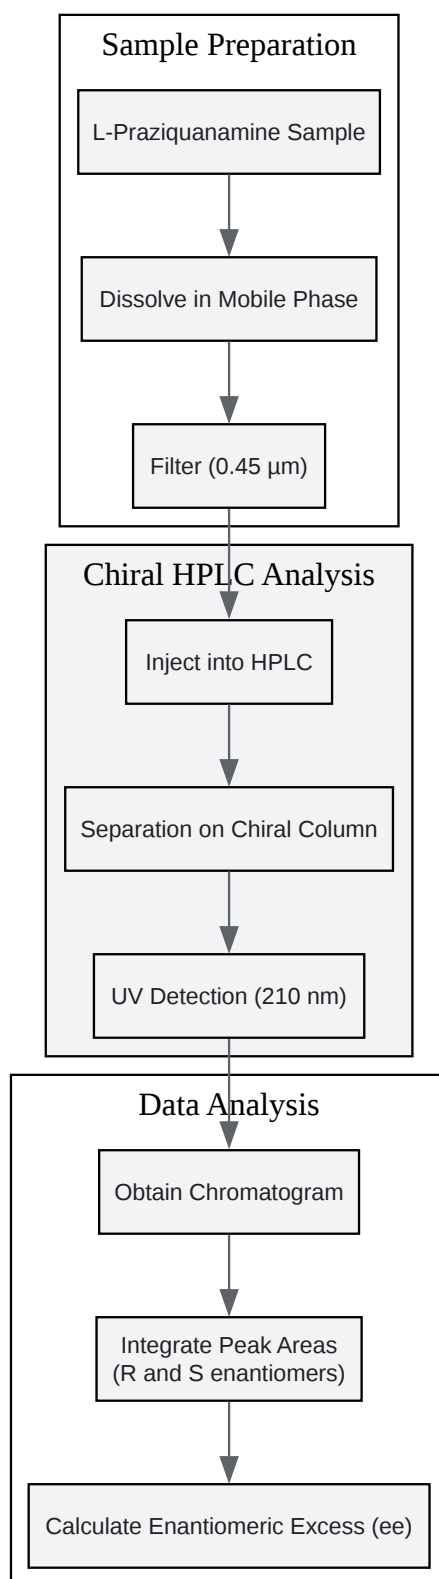 Sample Preparation
L-Praziquanamine Sample
Dissolve in Mobile Phase
Filter (0.45 µm)
Chiral HPLC Analysis
Inject into HPLC
Separation on Chiral Column
UV Detection (210 nm)
Data Analysis
Obtain Chromatogram
Integrate Peak Areas
(R and S enantiomers)
Calculate Enantiomeric Excess (ee)